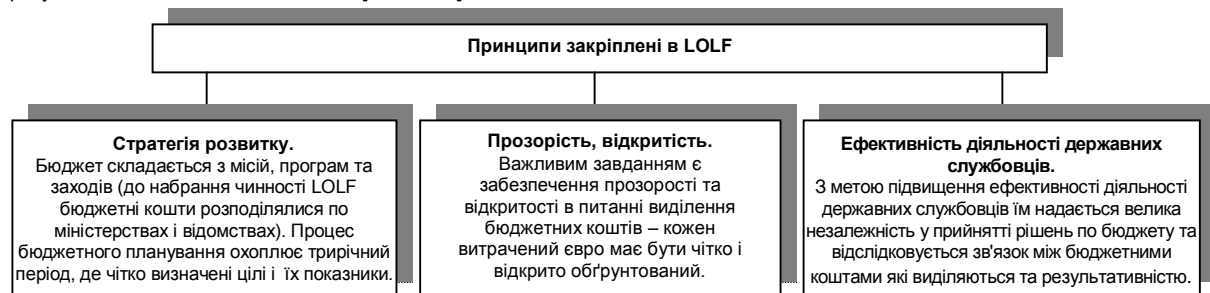 Принципи закріплені в LOLF
Стратегія розвитку.
Бюджет складається з місій, програм та
заходів (до набрання чинності LOLF
бюджетні кошти розподілялися по
міністерствах і відомствах). Процес
бюджетного планування охоплює трирічний
період, де чітко визначені цілі і їх показники.
Прозорість, відкритість.
Важливим завданням є
забезпечення прозорості та
відкритості в питанні виділення
бюджетних коштів – кожен
витрачений євро має бути чітко і
відкрито обґрунтований.
Ефективність діяльності державних
службовців.
З метою підвищення ефективності діяльності
державних службовців їм надається велика
незалежність у прийнятті рішень по бюджету та
відслідковується зв'язок між бюджетними
коштами які виділяються та результативністю.